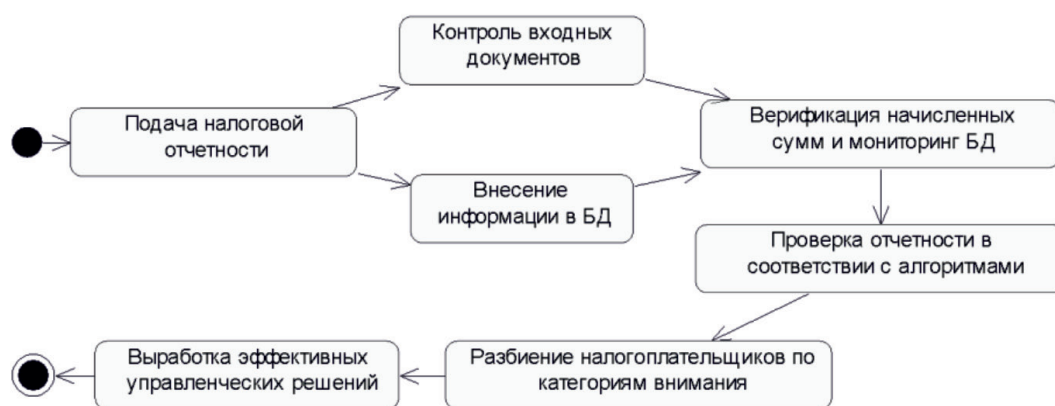 Контроль входных
документов
Подача налоговой
отчетности
Верификация начисленных
сумм и мониторинг БД
Внесение
информации в БД
Проверка отчетности в
соответствии с алгоритмами
Разбиение налогоплательщиков по
категориям внимания
Выработка эффективных
управленческих решений